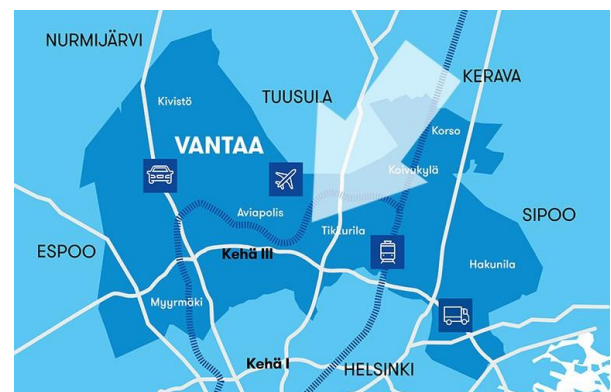 NURMIJÄRVI
KERAVA
TUUSULA
Kivistö
Korso
VANTAA
Koivukylä
SIPOO
Aviapolis
Tikkurila
ESPOO
Kehä III
Hakunila
Myyrmäki
Kehä I
HELSINKI